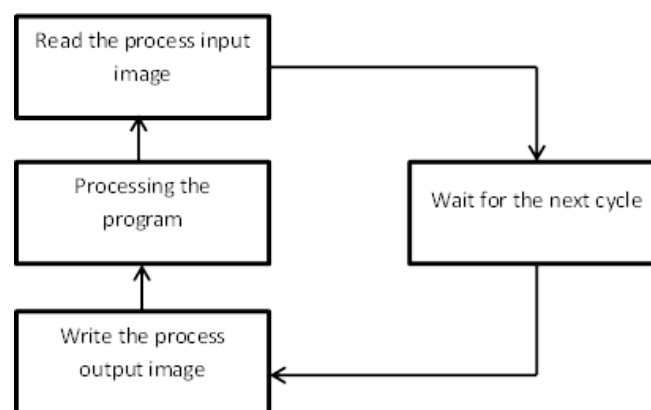 Read the process input
image
Processing the
program
Wait for the next cycle
Write the process
output image